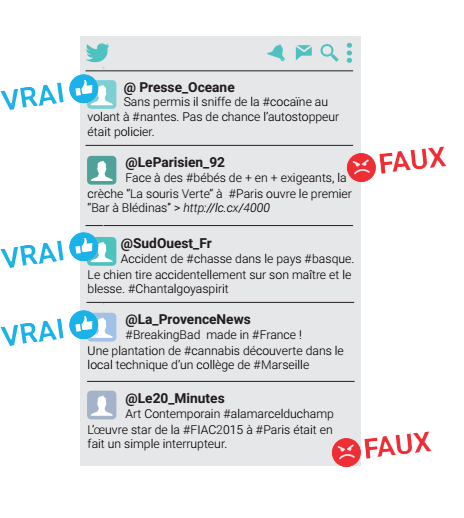 VRAI
@ Presse_Oceane
Sans permis il sniffe de la #cocaïne au
volant à #nantes. Pas de chance l'autostoppeur
était policier.
FAUX
@LeParisien_92
Face à des #bébés de + en + exigeants, la
crèche "La souris Verte" à #Paris ouvre le premier
"Bar à Blédinas" > http://lc.cx/4000
VRAI
@SudOuest_Fr
Accident de #chasse dans le pays #basque.
Le chien tire accidentellement sur son maître et le
blesse. #Chantalgoyaspirit
VRAI
@La_ProvenceNews
#BreakingBad made in #France !
Une plantation de #cannabis découverte dans le
local technique d'un collège de #Marseille
@Le20_Minutes
Art Contemporain #alamarcelduchamp
L'œuvre star de la #FIAC2015 à #Paris était en
fait un simple interrupteur.
FAUX